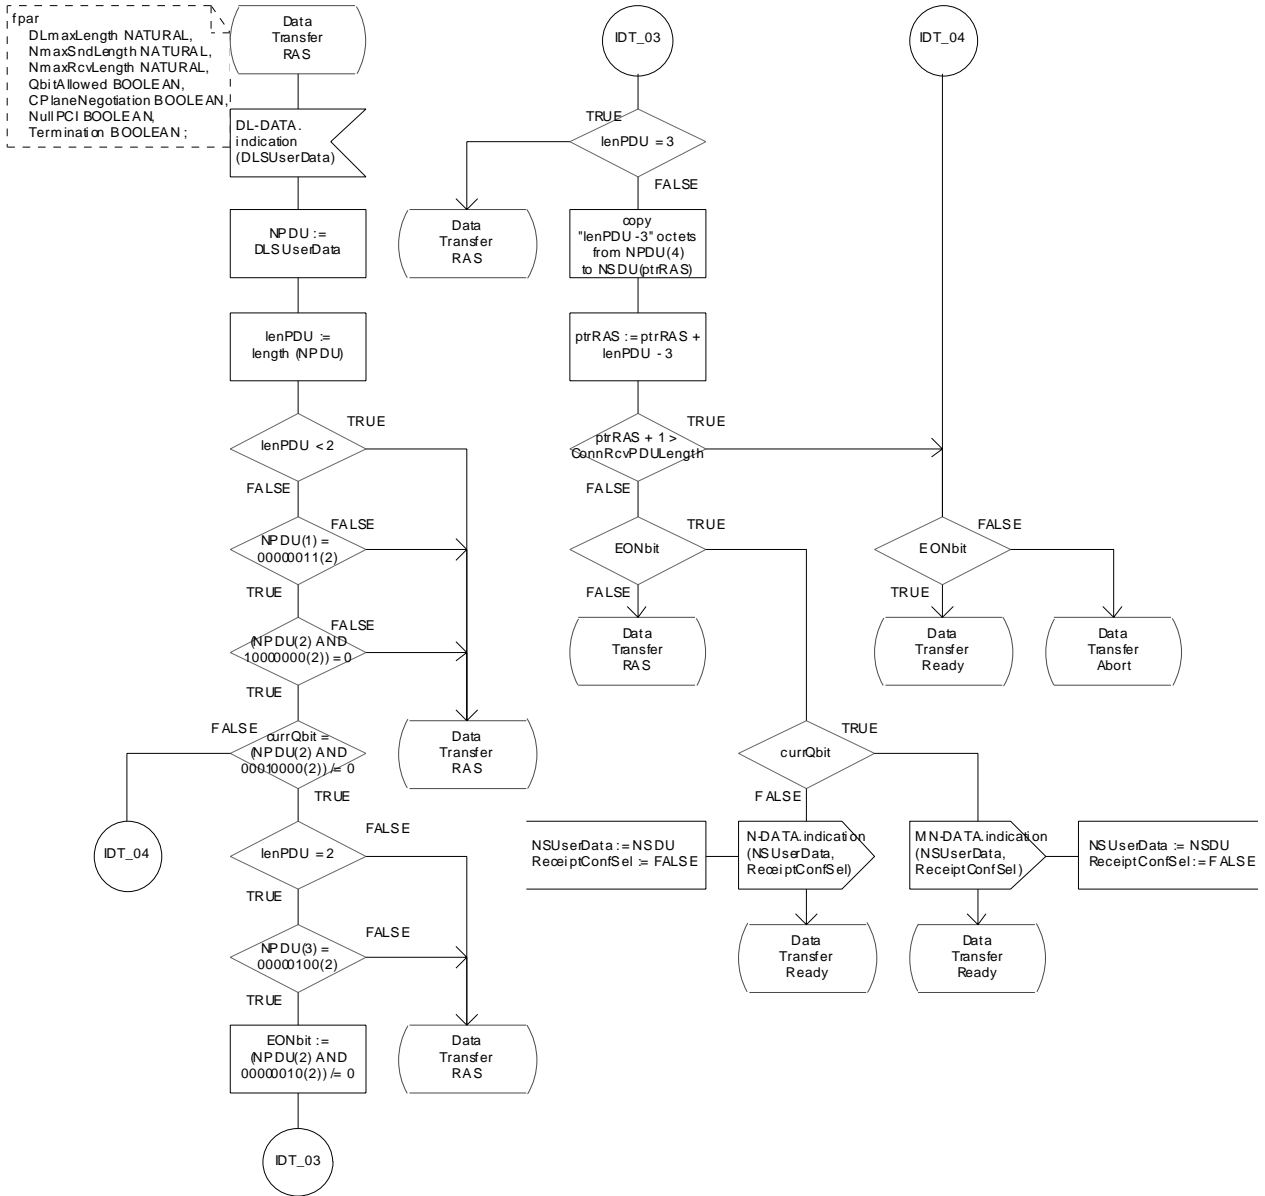 fpar
DLmaxLength NATURAL,
NmaxSndLength NATURAL,
NmaxRcvLength NATURAL,
QbitAllowed BOOLEAN,
CPlaneNegotiation BOOLEAN,
NullPCI BOOLEAN,
Termination BOOLEAN ;
Data
Transfer
RAS
DL-DATA.
indication
(DLSUserData)
NPDU :=
DLSUserData
lenPDU :=
length (NPDU)
lenPDU < 2
TRUE
FALSE
NPDU(1) =
00000011(2)
FALSE
TRUE
(NPDU(2) AND
10000000(2)) = 0
FALSE
TRUE
currQbit =
(NPDU(2) AND
00010000(2)) /= 0
FALSE
TRUE
Data
Transfer
RAS
IDT_04
lenPDU = 2
FALSE
TRUE
NPDU(3) =
00000100(2)
FALSE
TRUE
EONbit :=
(NPDU(2) AND
00000010(2)) /= 0
Data
Transfer
RAS
IDT_03
IDT_03
TRUE
lenPDU = 3
FALSE
Data
Transfer
RAS
copy
"lenPDU -3" octets
from NPDU(4)
to NSDU(ptrRAS)
ptrRAS := ptrRAS +
lenPDU - 3
TRUE
ptrRAS + 1 >
ConnRcvPDULength
FALSE
TRUE
EONbit
FALSE
Data
Transfer
RAS
currQbit
TRUE
FALSE
NSUserData := NSDU
ReceiptConfSel := FALSE
N-DATA.indication
(NSUserData,
ReceiptConfSel)
MN-DATA.indication
(NSUserData,
ReceiptConfSel)
NSUserData := NSDU
ReceiptConfSel := FALSE
Data
Transfer
Ready
Data
Transfer
Ready
IDT_04
FALSE
EONbit
TRUE
Data
Transfer
Ready
Data
Transfer
Abort